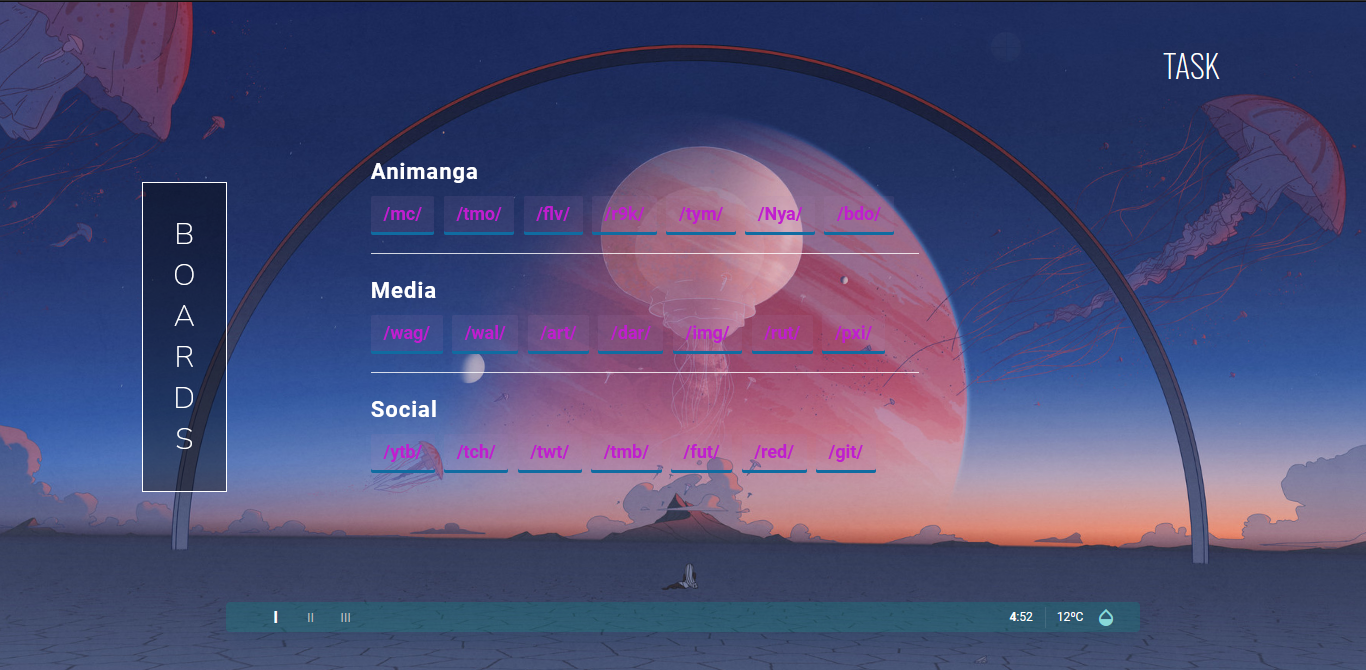 TASK
BOARDS
Animanga
/mc/ /tmo/ /flv/ /r9k/ /tym/ /Nya/ /bdo/
Media
/wag/ /wal/ /art/ /dar/ /img/ /rut/ /pxi/
Social
/ytb/ /tch/ /twt/ /tmb/ /fut/ /red/ /git/
I II III 4:52 12ºC